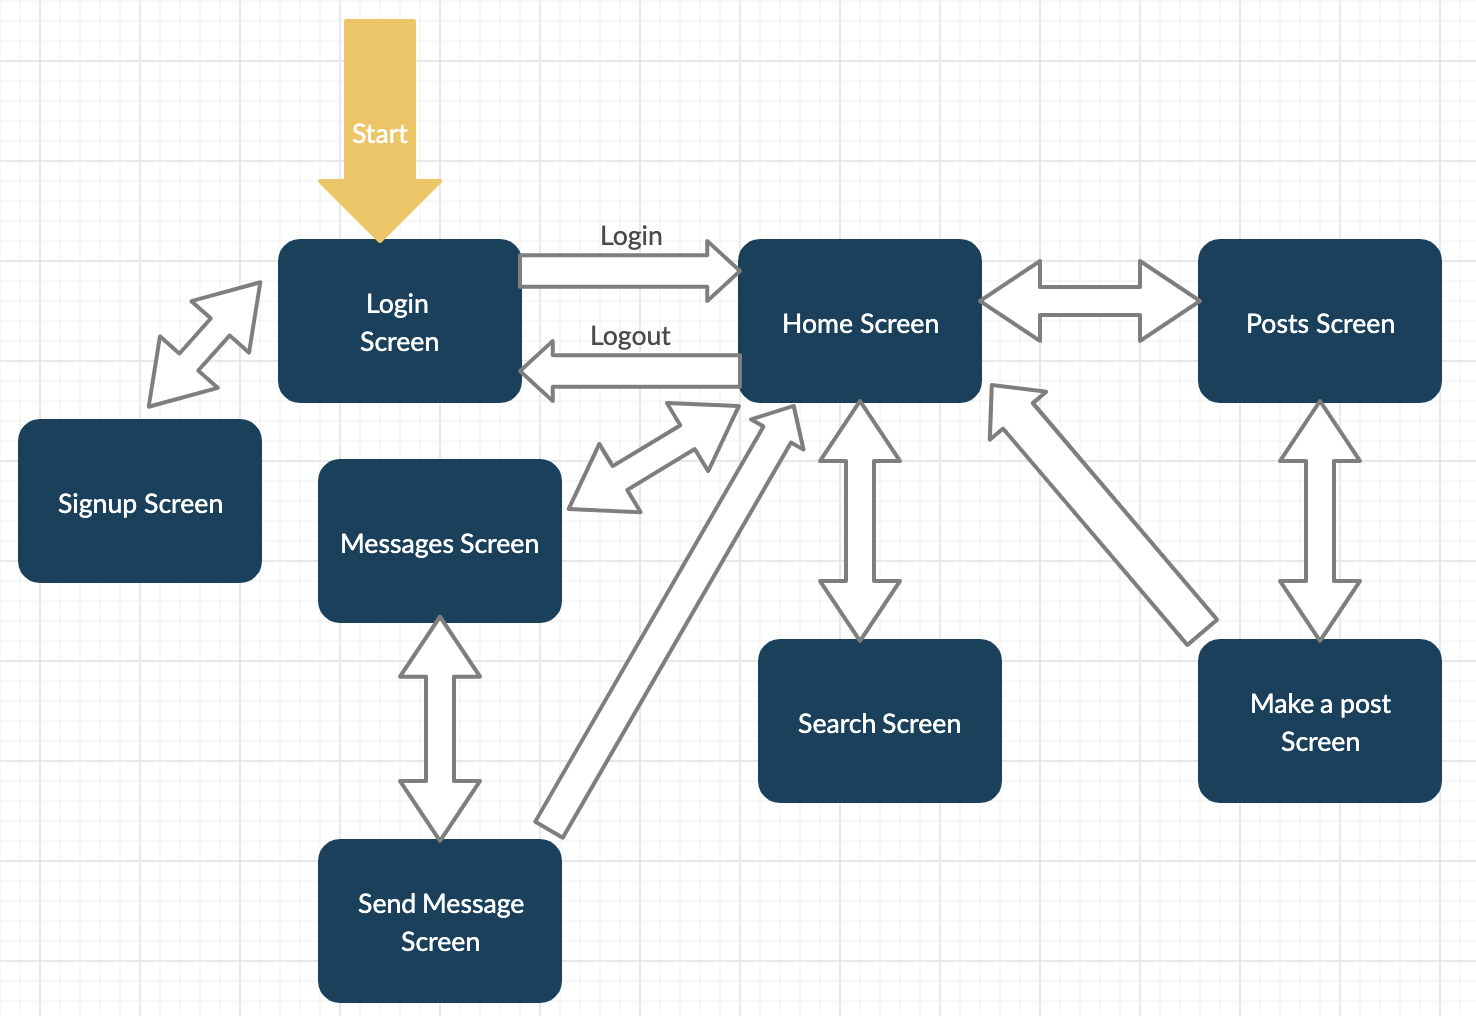 Start
Login
Login
Screen
Home Screen
Posts Screen
Logout
Signup Screen
Messages Screen
Search Screen
Make a post
Screen
Send Message
Screen